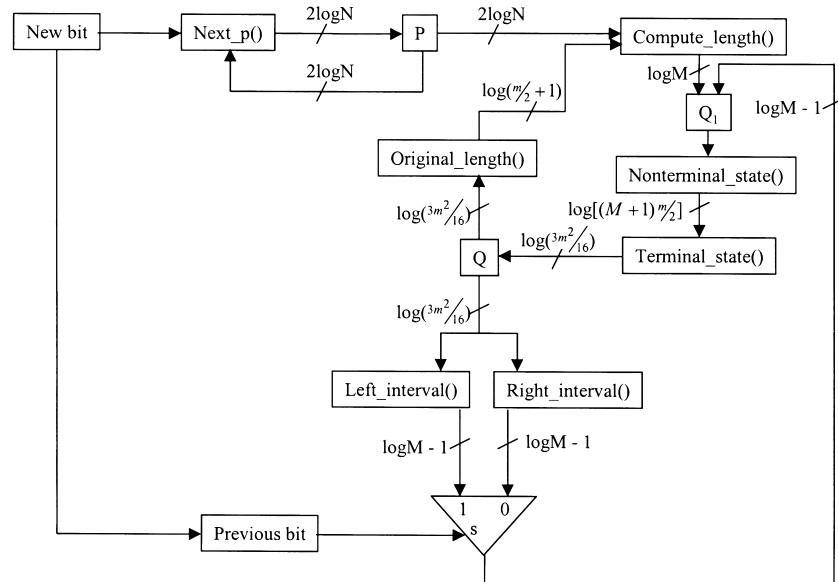 2logN
2logN
New bit
Next_p()
P
Compute_length()
2logN
logM
log(m/2 + 1)
logM - 1
Q₁
Original_length()
Nonterminal_state()
log(3m²/16)
log[(M + 1) m/2]
log(3m²/16)
Q
Terminal_state()
log(3m²/16)
Left_interval()
Right_interval()
logM - 1
logM - 1
1
0
s
Previous bit